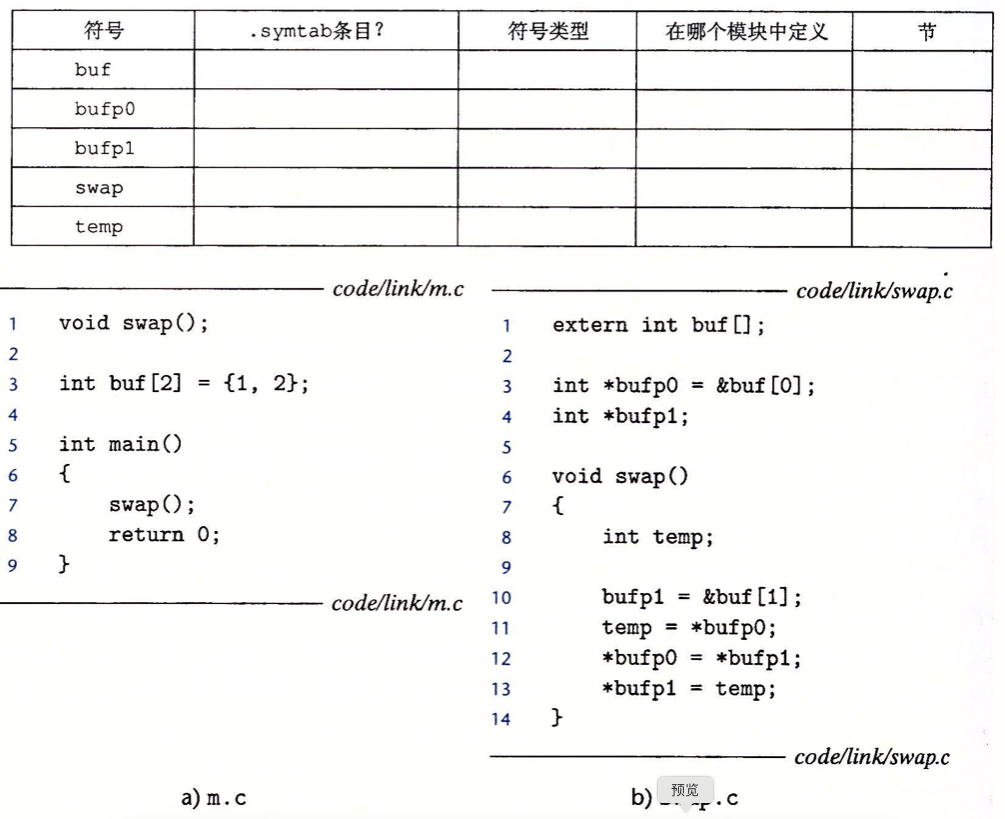 符号 .symtab条目？ 符号类型 在哪个模块中定义 节
buf
bufp0
bufp1
swap
temp
code/link/m.c
1 void swap();
2
3 int buf[2] = {1, 2};
4
5 int main()
6 {
7 swap();
8 return 0;
9 }
code/link/m.c
a) m.c
code/link/swap.c
1 extern int buf[];
2
3 int *bufp0 = &buf[0];
4 int *bufp1;
5
6 void swap()
7 {
8 int temp;
9
10 bufp1 = &buf[1];
11 temp = *bufp0;
12 *bufp0 = *bufp1;
13 *bufp1 = temp;
14 }
code/link/swap.c
b) .c
预览